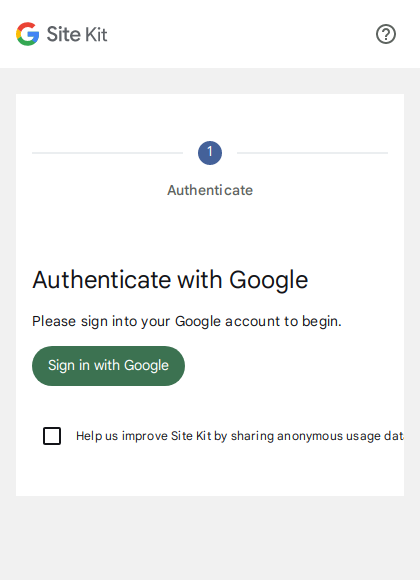 Site Kit
1
Authenticate
Authenticate with Google
Please sign into your Google account to begin.
Sign in with Google
Help us improve Site Kit by sharing anonymous usage dat